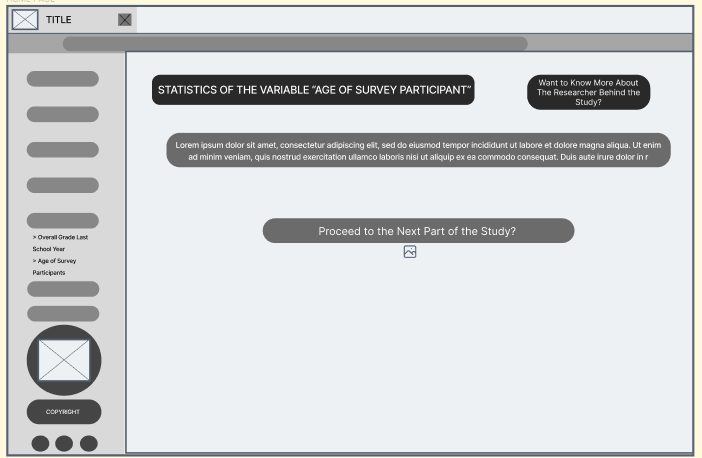 HOME PAGE
TITLE
STATISTICS OF THE VARIABLE “AGE OF SURVEY PARTICIPANT”
Want to Know More About
The Researcher Behind the
Study?
Lorem ipsum dolor sit amet, consectetur adipiscing elit, sed do eiusmod tempor incididunt ut labore et dolore magna aliqua. Ut enim
ad minim veniam, quis nostrud exercitation ullamco laboris nisi ut aliquip ex ea commodo consequat. Duis aute irure dolor in r
Proceed to the Next Part of the Study?
> Overall Grade Last
School Year
> Age of Survey
Participants
COPYRIGHT